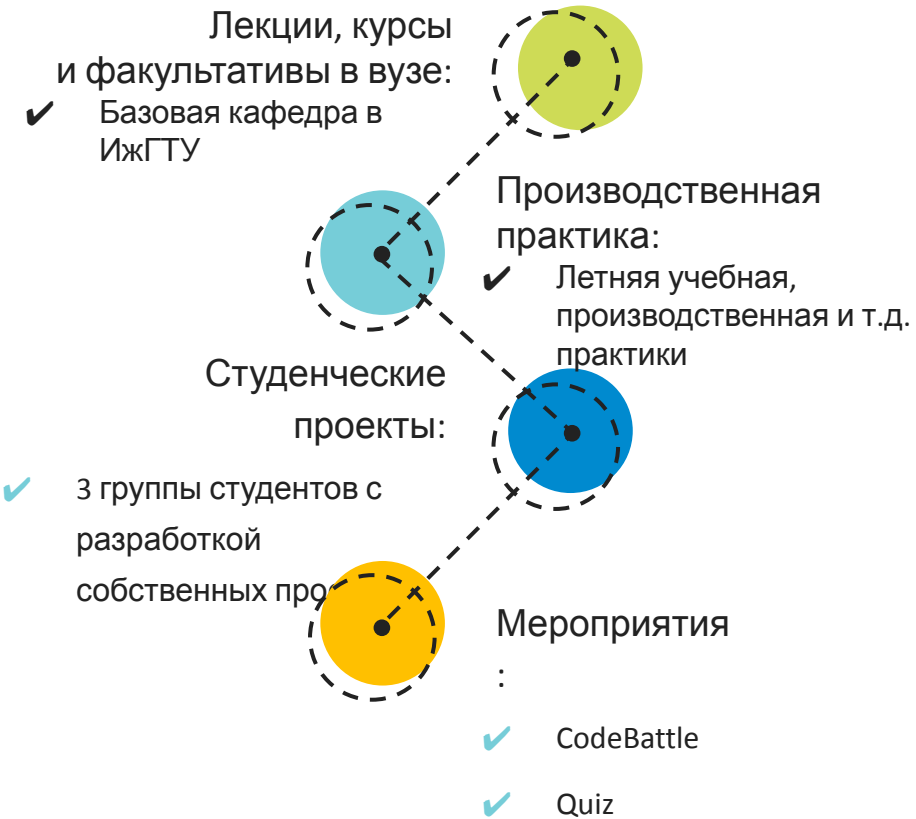 Лекции, курсы
и факультативы в вузе:
✔ Базовая кафедра в
ИжГТУ
Производственная
практика:
✔ Летняя учебная,
производственная и т.д.
практики
Студенческие
проекты:
✔ 3 группы студентов с
разработкой
собственных
Мероприятия
:
✔ CodeBattle
✔ Quiz